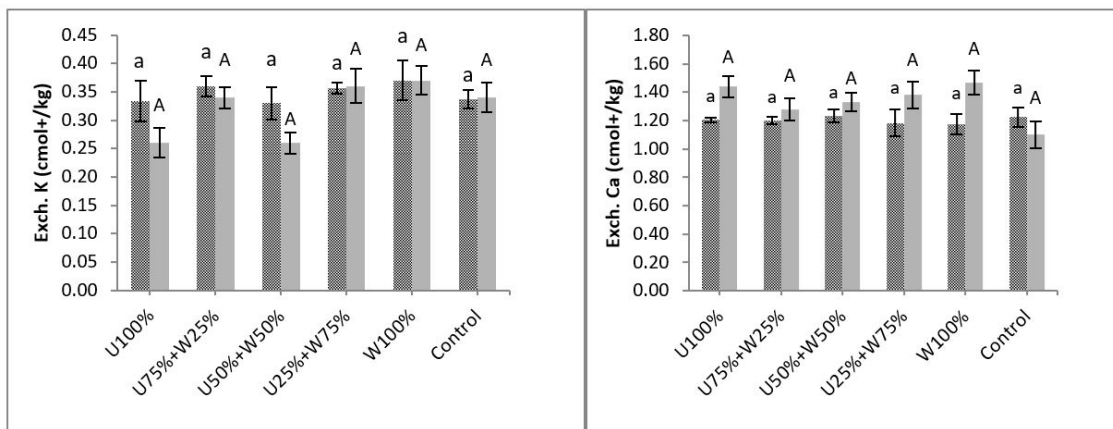 Exch. K (cmol+/kg)
0.45
0.40
0.35
0.30
0.25
0.20
0.15
0.10
0.05
0.00
a A a A a A a A a A a A
U100%
U75%+W25%
U50%+W50%
U25%+W75%
W100%
Control
Exch. Ca (cmol+/kg)
1.80
1.60
1.40
1.20
1.00
0.80
0.60
0.40
0.20
0.00
a A a A a A a A a A a A
U100%
U75%+W25%
U50%+W50%
U25%+W75%
W100%
Control